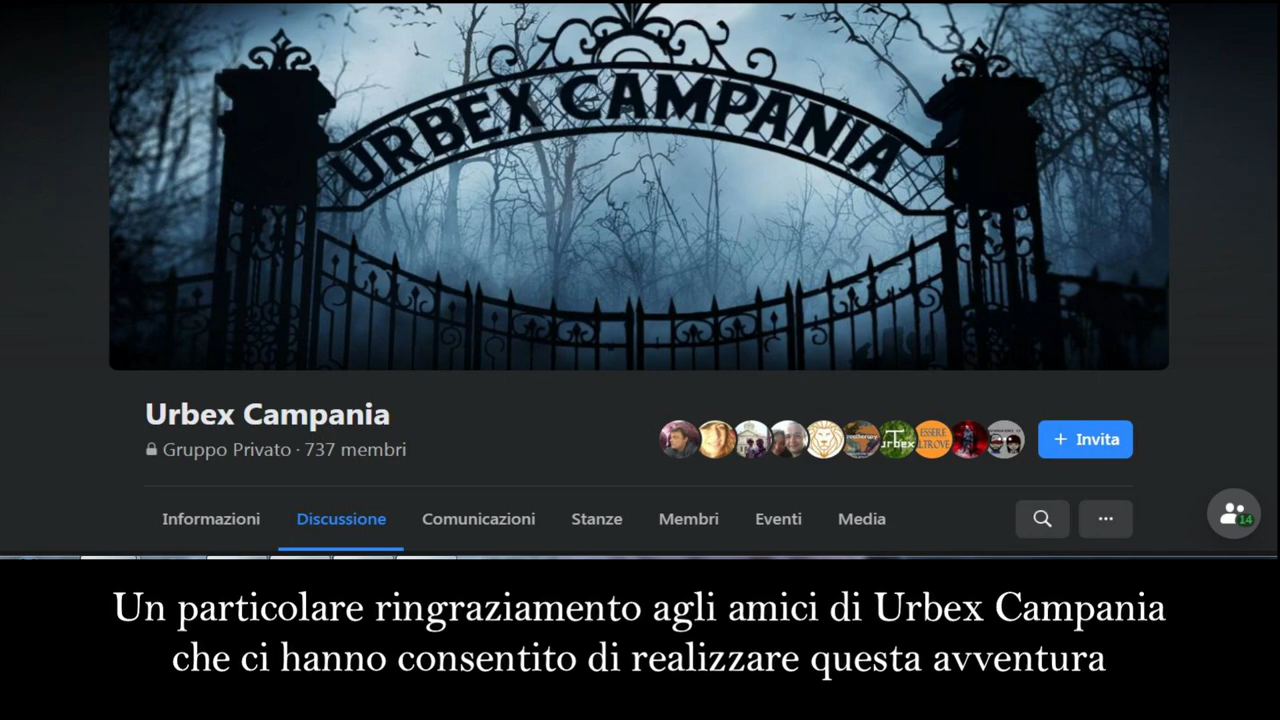 URBEX CAMPANIA
Urbex Campania
Gruppo Privato · 737 membri
+ Invita
Informazioni
Discussione
Comunicazioni
Stanze
Membri
Eventi
Media
14
Un particolare ringraziamento agli amici di Urbex Campania
che ci hanno consentito di realizzare questa avventura